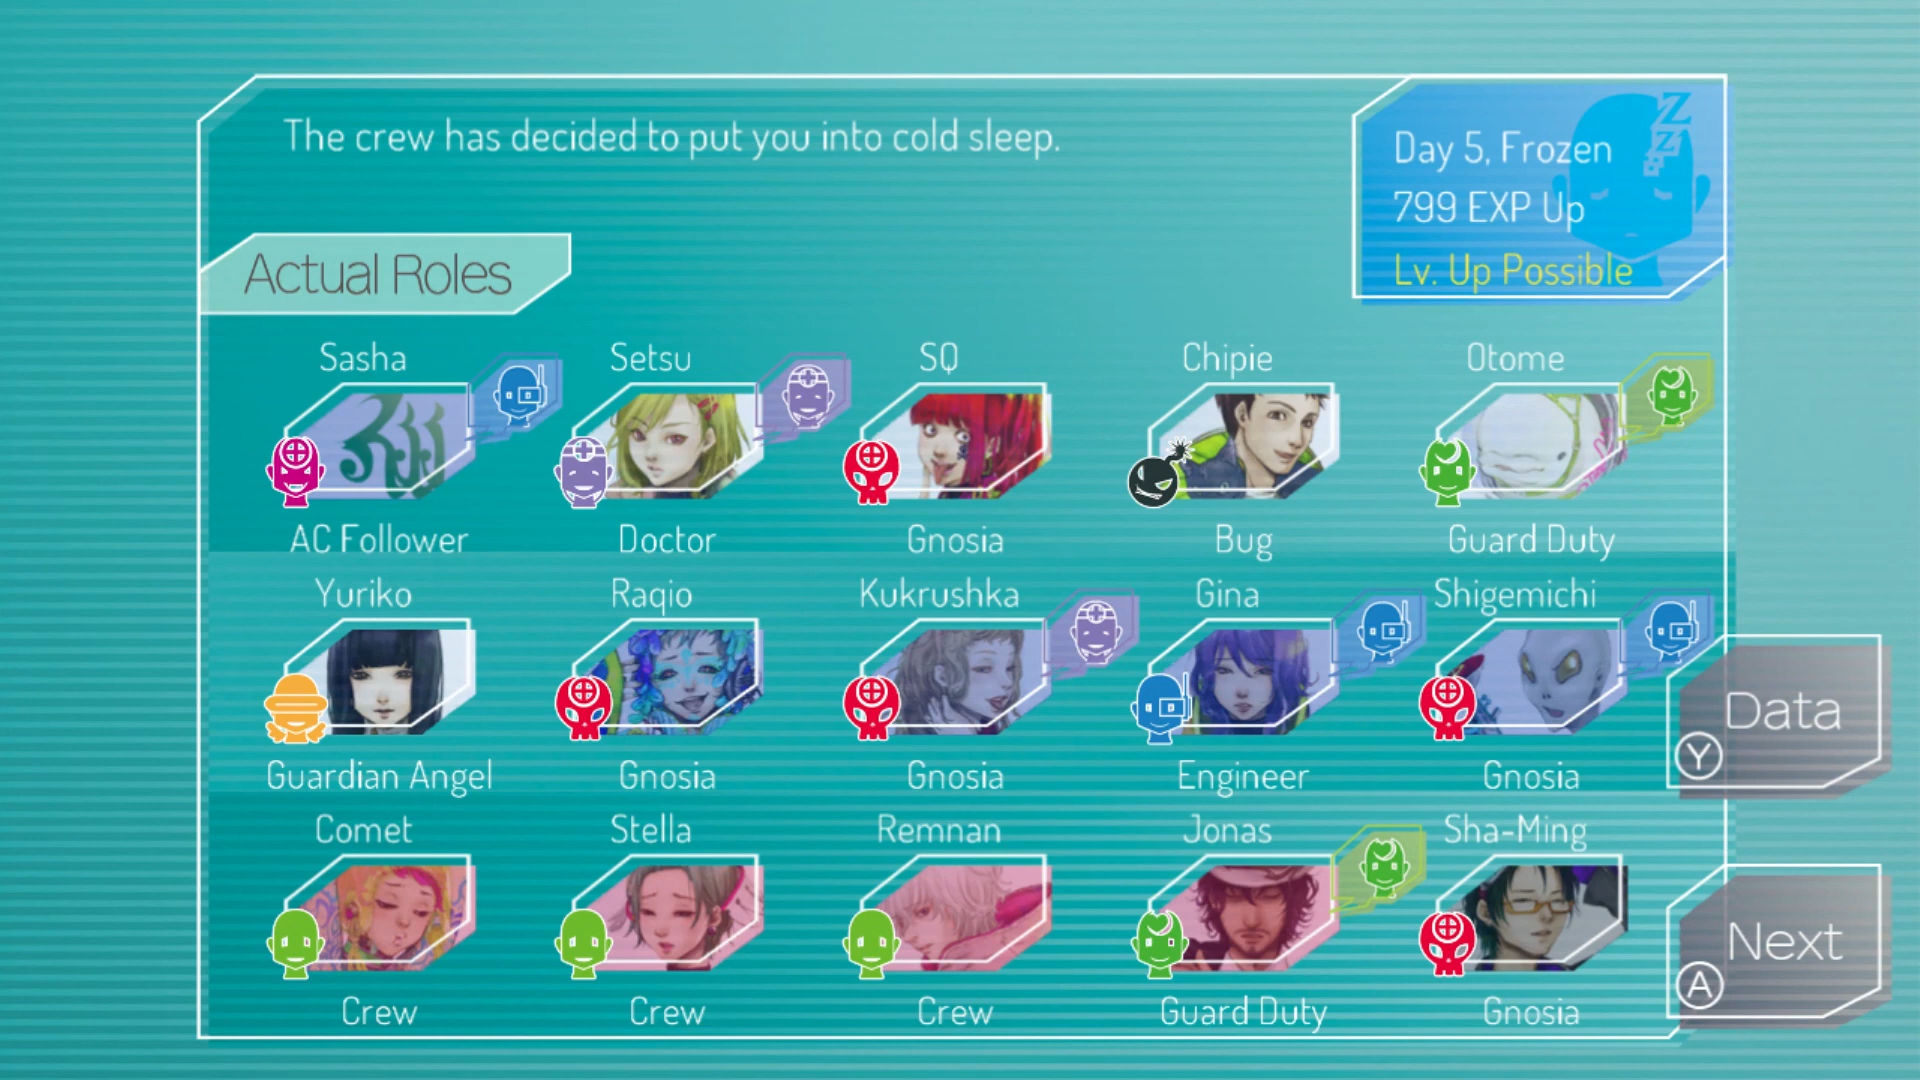 The crew has decided to put you into cold sleep.
Day 5, Frozen
799 EXP Up
Lv. Up Possible
Actual Roles
Sasha Setsu SQ Chipie Otome
AC Follower Doctor Gnosia Bug Guard Duty
Yuriko Raqio Kukrushka Gina Shigemichi
Guardian Angel Gnosia Gnosia Engineer Gnosia
Data
Y
Comet Stella Remnan Jonas Sha-Ming
Crew Crew Crew Guard Duty Gnosia
Next
A